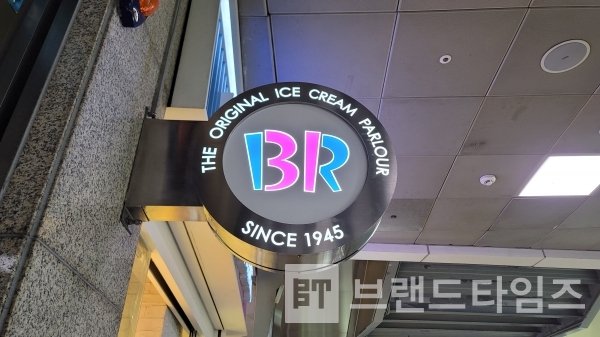 THE ORIGINAL ICE CREAM PARLOUR
BR
SINCE 1945
BT 브랜드타임즈